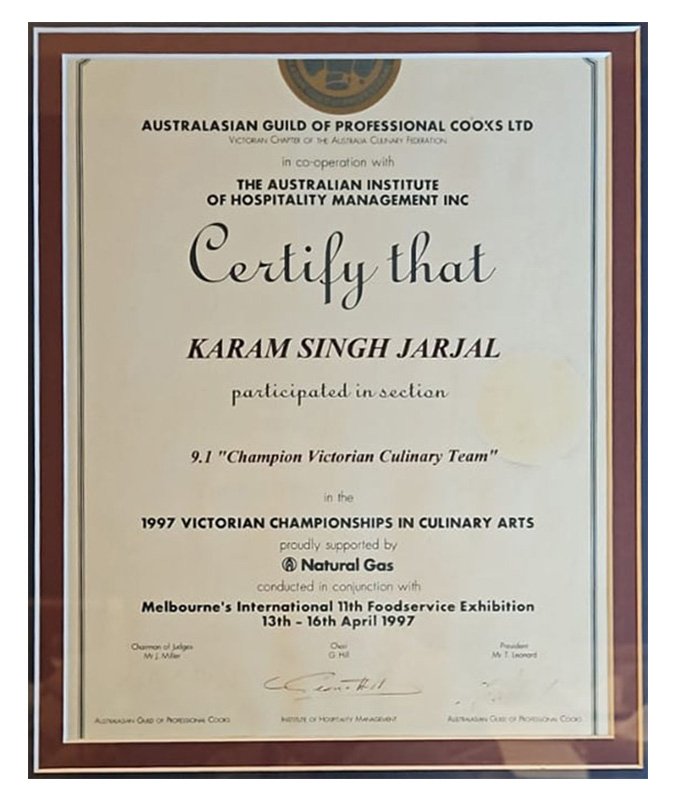 AUSTRALASIAN GUILD OF PROFESSIONAL COOKS LTD
VICTORIAN CHAPTER OF THE AUSTRALIA CULINARY FEDERATION
in co-operation with
THE AUSTRALIAN INSTITUTE
OF HOSPITALITY MANAGEMENT INC
Certify that
KARAM SINGH JARJAL
participated in section
9.1 "Champion Victorian Culinary Team"
in the
1997 VICTORIAN CHAMPIONSHIPS IN CULINARY ARTS
proudly supported by
Natural Gas
conducted in conjunction with
Melbourne's International 11th Foodservice Exhibition
13th - 16th April 1997
Chairman of Judges Chair President
Mr J. Miller G. Hill Mr T. Leonard
AUSTRALASIAN GUILD OF PROFESSIONAL COOKS INSTITUTE OF HOSPITALITY MANAGEMENT AUSTRALASIAN GUILD OF PROFESSIONAL COOKS